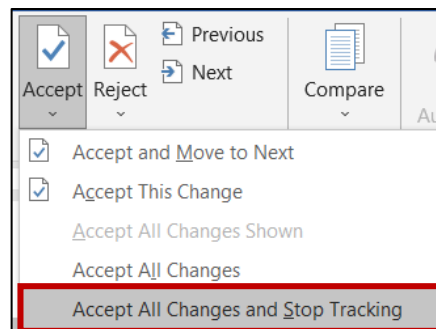 Previous
Next
Accept Reject
Compare
Au
Accept and Move to Next
Accept This Change
Accept All Changes Shown
Accept All Changes
Accept All Changes and Stop Tracking